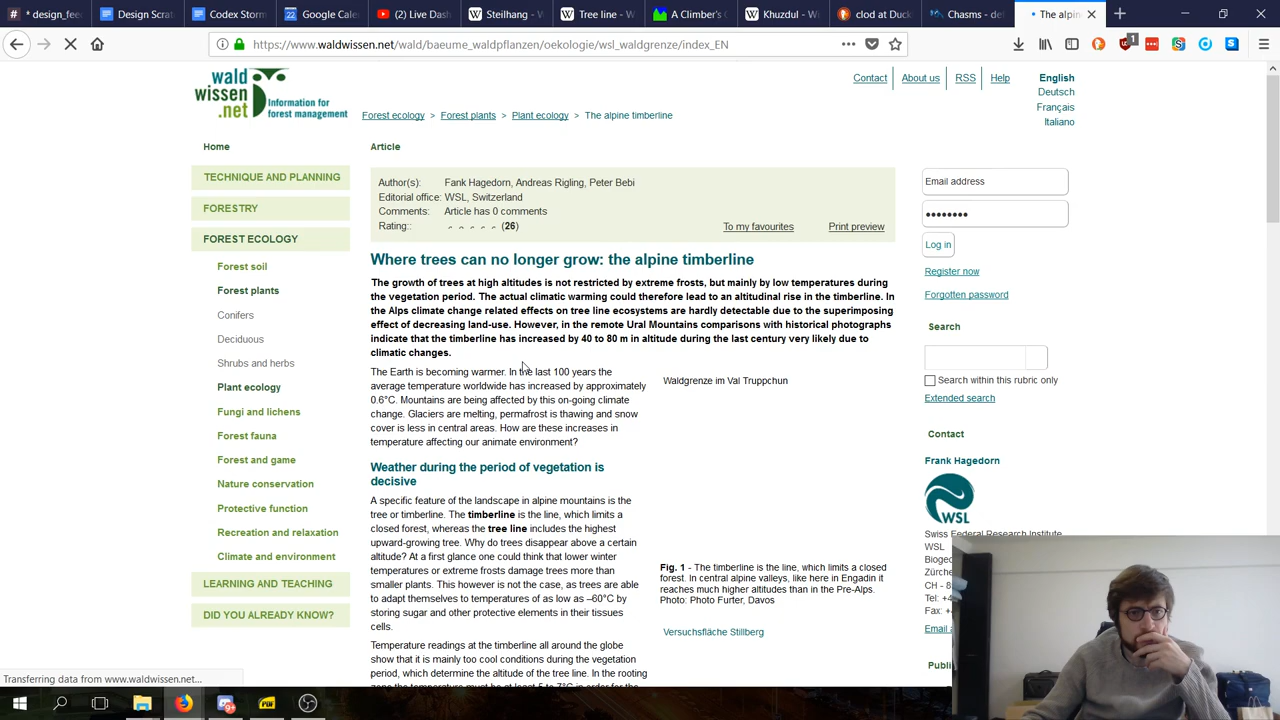 # desfen
Design Scrat
Design Docu
2436 Google Cale
(2) Live Dash
Steilhang - W
Tree line - W
A Climber's G
Khuzdul - Wi
clod at Duck
Chasms - de
The alpin
https://www.waldwissen.net/wald/baeume_waldpflanzen/oekologie/wsl_waldgrenze/index_EN
1
wald
wissen
.net
Information for
forest management
Contact
About us
RSS
Help
English
Deutsch
Français
Italiano
Forest ecology > Forest plants > Plant ecology > The alpine timberline
Home
Article
TECHNIQUE AND PLANNING
FORESTRY
FOREST ECOLOGY
Forest soil
Forest plants
Conifers
Deciduous
Shrubs and herbs
Plant ecology
Fungi and lichens
Forest fauna
Forest and game
Nature conservation
Protective function
Recreation and relaxation
Climate and environment
LEARNING AND TEACHING
DID YOU ALREADY KNOW?
Author(s): Fank Hagedorn, Andreas Rigling, Peter Bebi
Editorial office: WSL, Switzerland
Comments: Article has 0 comments
Rating:: (26)
To my favourites
Print preview
Where trees can no longer grow: the alpine timberline
The growth of trees at high altitudes is not restricted by extreme frosts, but mainly by low temperatures during
the vegetation period. The actual climatic warming could therefore lead to an altitudinal rise in the timberline. In
the Alps climate change related effects on tree line ecosystems are hardly detectable due to the superimposing
effect of decreasing land-use. However, in the remote Ural Mountains comparisons with historical photographs
indicate that the timberline has increased by 40 to 80 m in altitude during the last century very likely due to
climatic changes.
The Earth is becoming warmer. In the last 100 years the
average temperature worldwide has increased by approximately
0.6°C. Mountains are being affected by this on-going climate
change. Glaciers are melting, permafrost is thawing and snow
cover is less in central areas. How are these increases in
temperature affecting our animate environment?
Weather during the period of vegetation is
decisive
A specific feature of the landscape in alpine mountains is the
tree or timberline. The timberline is the line, which limits a
closed forest, whereas the tree line includes the highest
upward-growing tree. Why do trees disappear above a certain
altitude? At a first glance one could think that lower winter
temperatures or extreme frosts damage trees more than
smaller plants. This however is not the case, as trees are able
to adapt themselves to temperatures of as low as –60°C by
storing sugar and other protective elements in their tissues
cells.
Temperature readings at the timberline all around the globe
show that it is mainly too cool conditions during the vegetation
period, which determine the altitude of the tree line. In the rooting
zone the temperature must be at least 5 to 7°C in order for the
Waldgrenze im Val Truppchun
Fig. 1 - The timberline is the line, which limits a closed
forest. In central alpine valleys, like here in Engadin it
reaches much higher altitudes than in the Pre-Alps.
Photo: Photo Furter, Davos
Versuchsfläche Stillberg
Email address
Log in
Register now
Forgotten password
Search
Search within this rubric only
Extended search
Contact
Frank Hagedorn
WSL
Swiss Federal Research Institute
WSL
Biogeo
Zürche
CH - 8
Tel: +4
Fax: +
Email a
Publi
Transferring data from www.waldwissen.net...